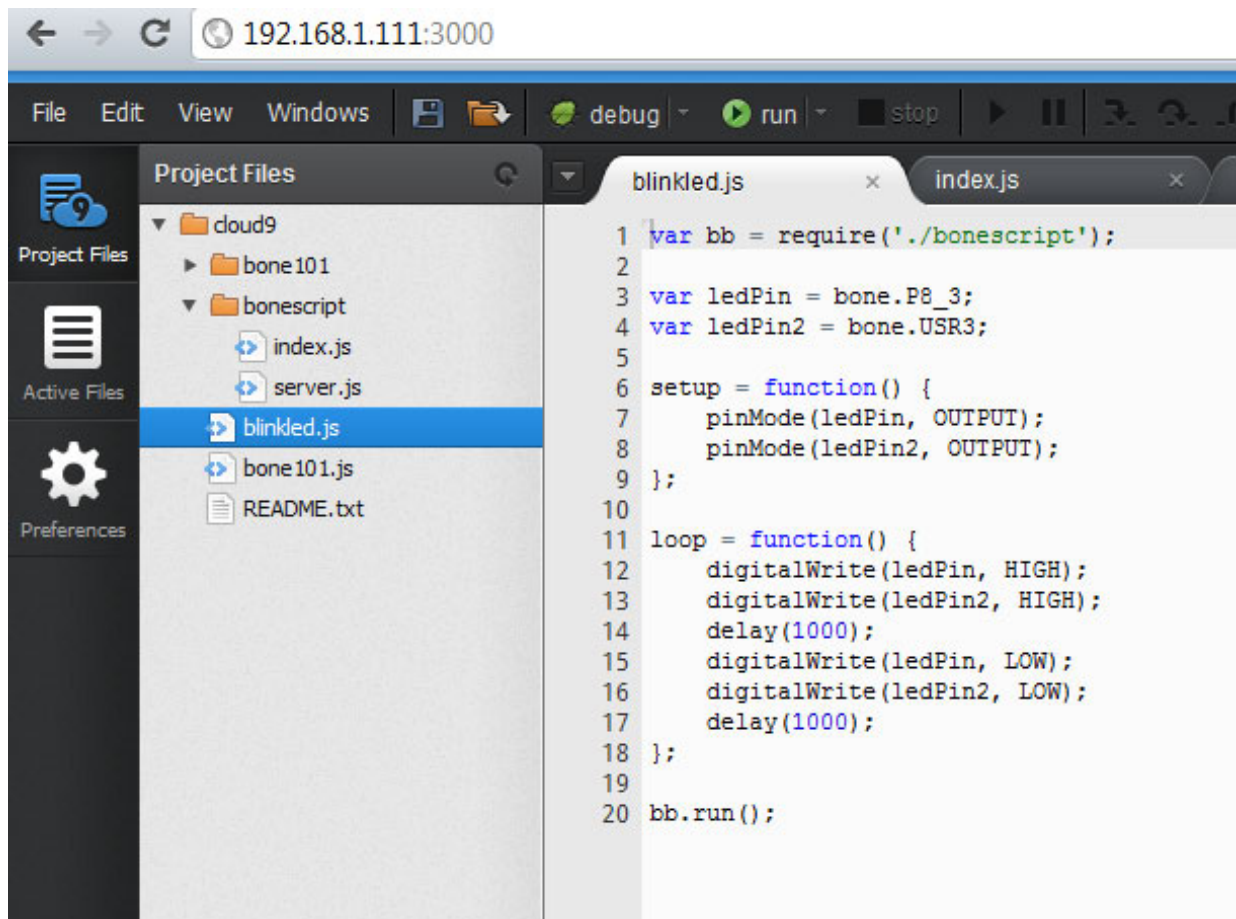 192.168.1.111:3000
File Edit View Windows debug run stop
Project Files
Active Files
Preferences
Project Files
cloud9
bone101
bonescript
index.js
server.js
blinkled.js
bone101.js
README.txt
blinkled.js × index.js ×
1 var bb = require('./bonescript');
2
3 var ledPin = bone.P8_3;
4 var ledPin2 = bone.USR3;
5
6 setup = function() {
7 pinMode(ledPin, OUTPUT);
8 pinMode(ledPin2, OUTPUT);
9 };
10
11 loop = function() {
12 digitalWrite(ledPin, HIGH);
13 digitalWrite(ledPin2, HIGH);
14 delay(1000);
15 digitalWrite(ledPin, LOW);
16 digitalWrite(ledPin2, LOW);
17 delay(1000);
18 };
19
20 bb.run();